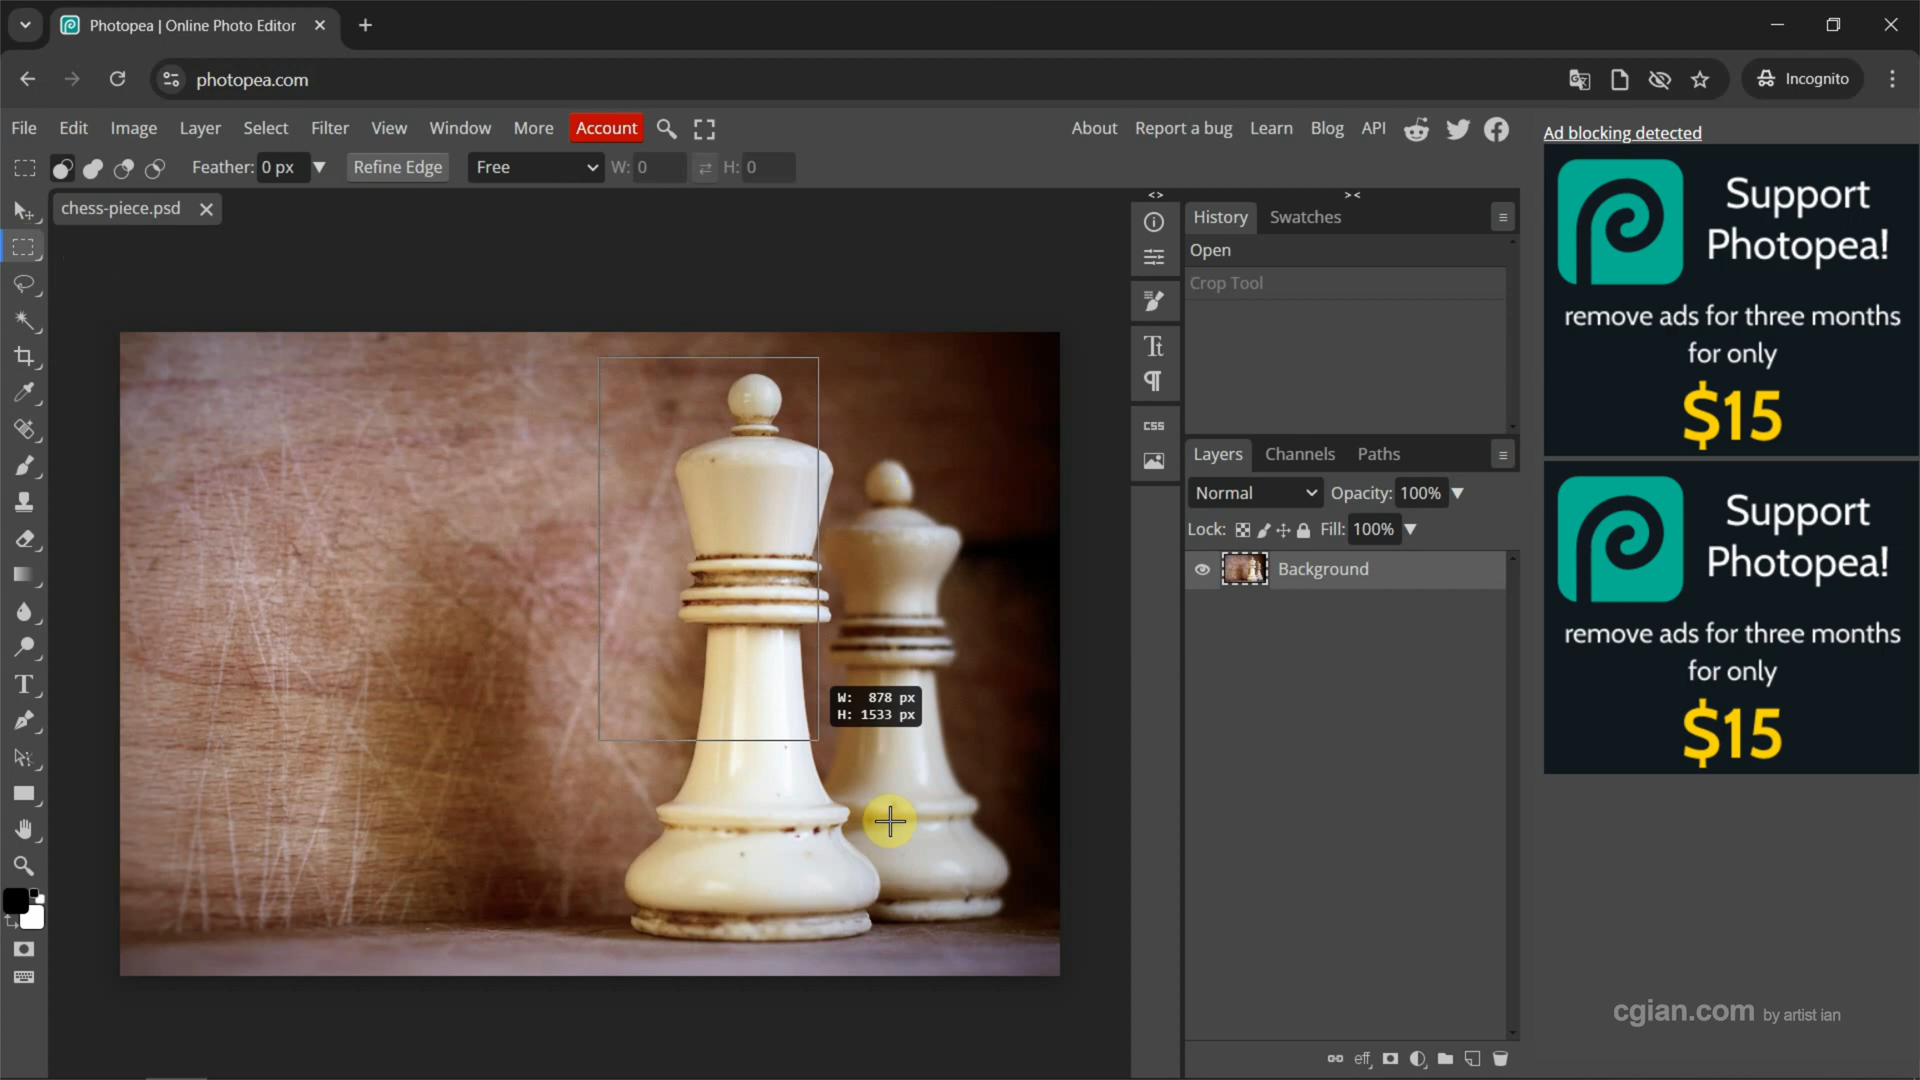 Photopea | Online Photo Editor
photopea.com
Incognito
File Edit Image Layer Select Filter View Window More Account
About Report a bug Learn Blog API
Feather: 0 px Refine Edge Free W: 0 H: 0
chess-piece.psd
History Swatches
Open
Crop Tool
Tt
CSS
Layers Channels Paths
Normal Opacity: 100%
Lock: Fill: 100%
Background
W: 878 px
H: 1533 px
T
eff
Ad blocking detected
Support
Photopea!
remove ads for three months
for only
$15
Support
Photopea!
remove ads for three months
for only
$15
cgian.com by artist ian